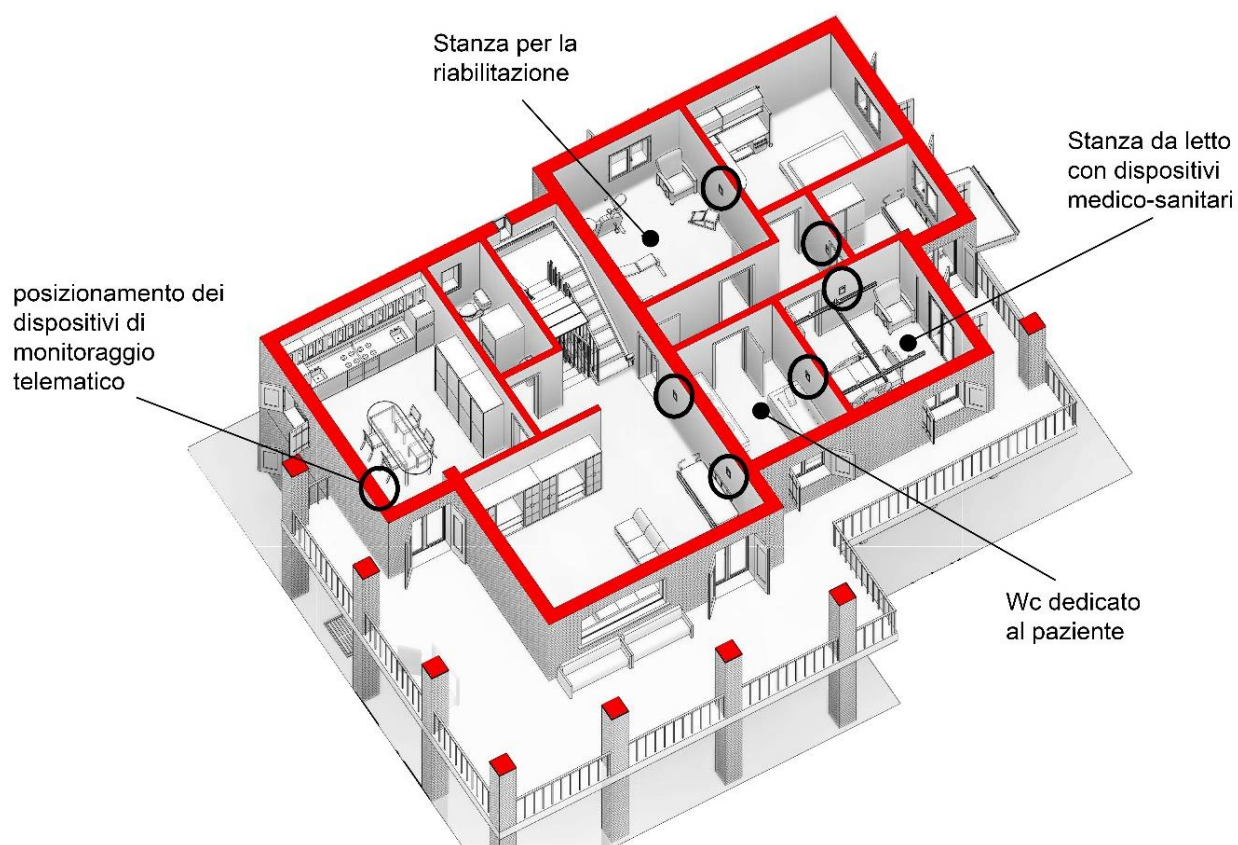 Stanza per la
riabilitazione
Stanza da letto
con dispositivi
medico-sanitari
posizionamento dei
dispositivi di
monitoraggio
telematico
Wc dedicato
al paziente